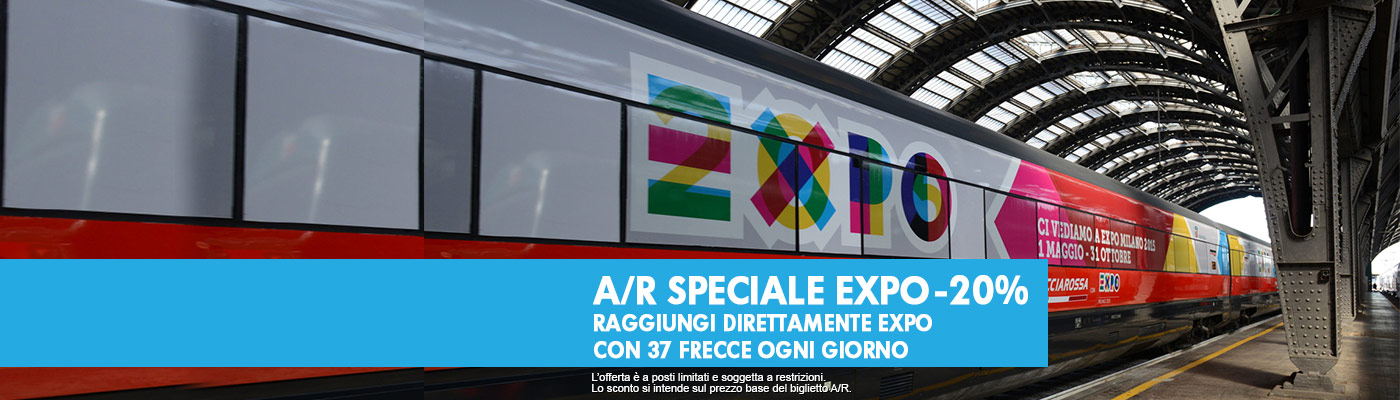 EXPO
CI VEDIAMO A EXPO MILANO 2015
1 MAGGIO - 31 OTTOBRE
CCIAROSSA
EXPO
A/R SPECIALE EXPO -20%
RAGGIUNGI DIRETTAMENTE EXPO
CON 37 FRECCE OGNI GIORNO
L'offerta è a posti limitati e soggetta a restrizioni.
Lo sconto si intende sul prezzo base del biglietto A/R.